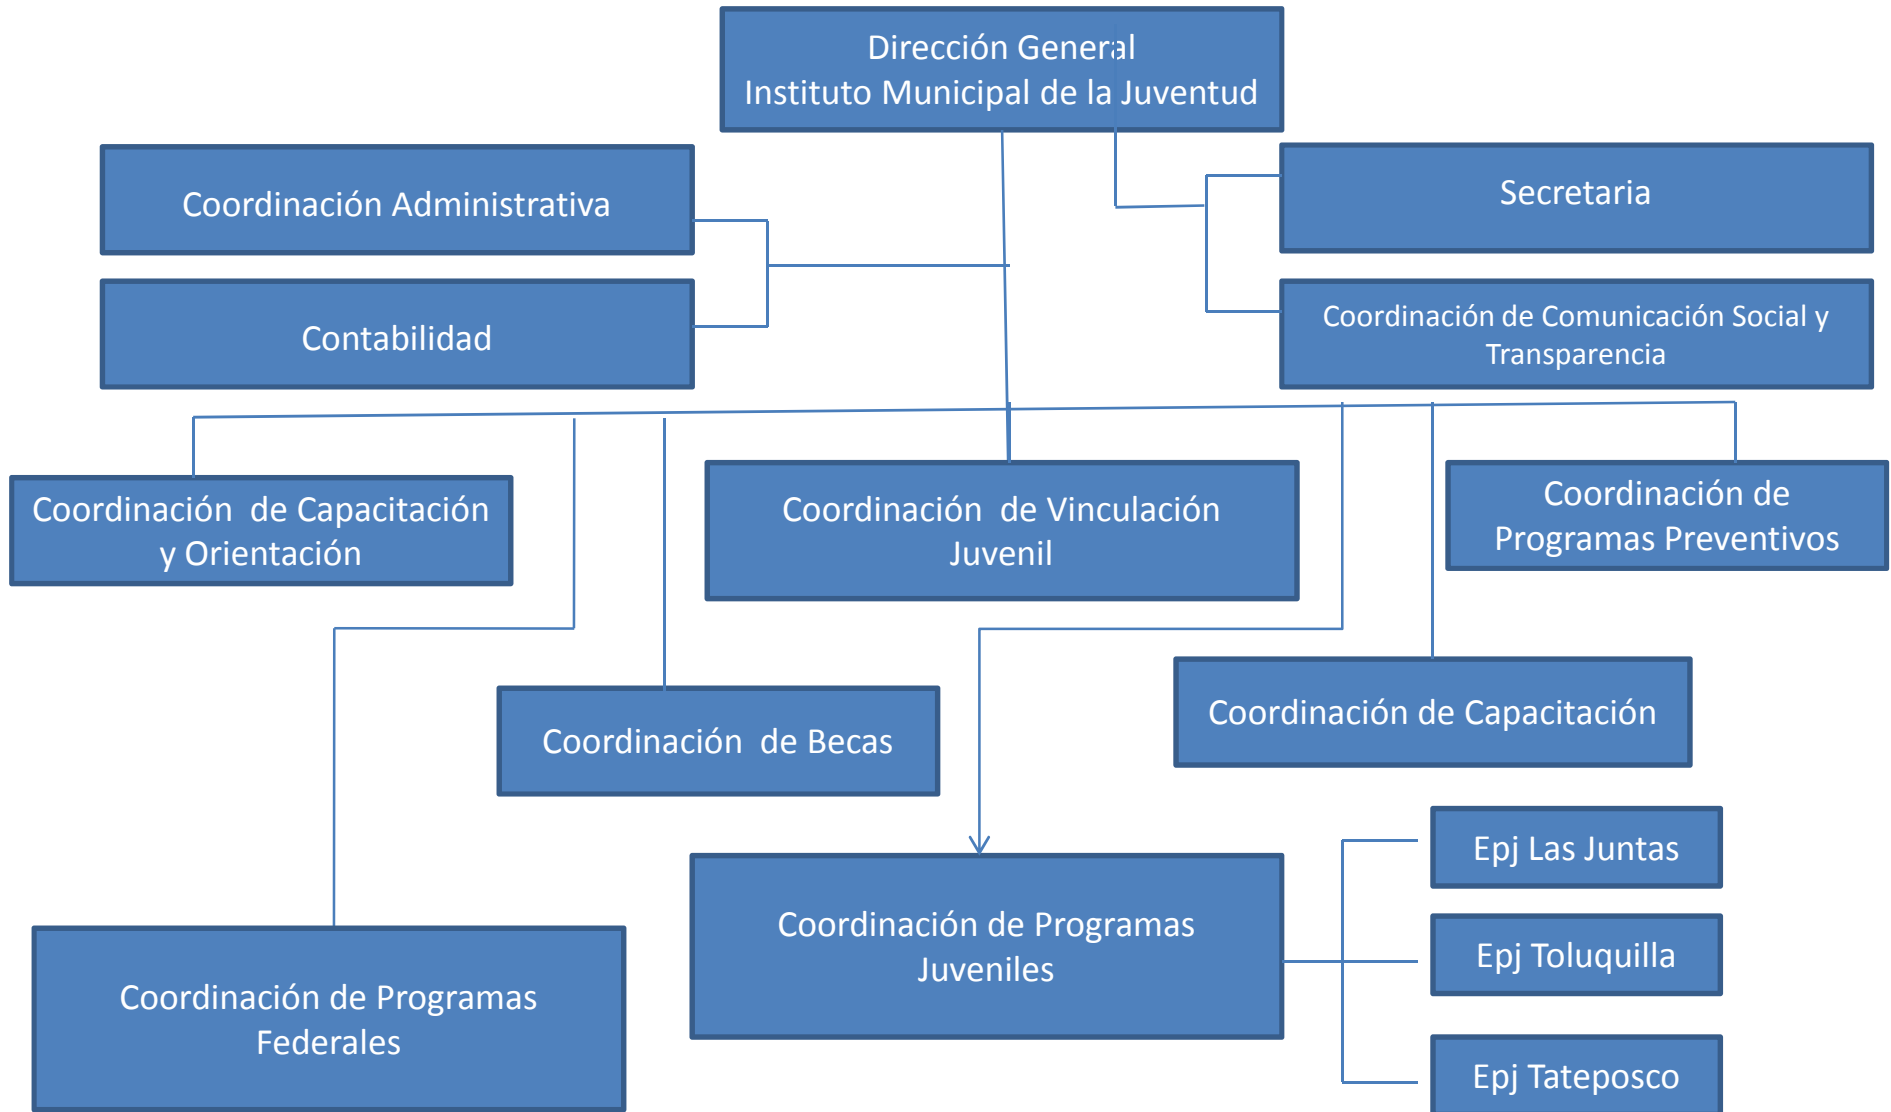 Dirección General
Instituto Municipal de la Juventud
Coordinación Administrativa
Secretaria
Contabilidad
Coordinación de Comunicación Social y
Transparencia
Coordinación de Capacitación
y Orientación
Coordinación de Vinculación
Juvenil
Coordinación de
Programas Preventivos
Coordinación de Becas
Coordinación de Capacitación
Coordinación de Programas
Federales
Coordinación de Programas
Juveniles
Epj Las Juntas
Epj Toluquilla
Epj Tateposco